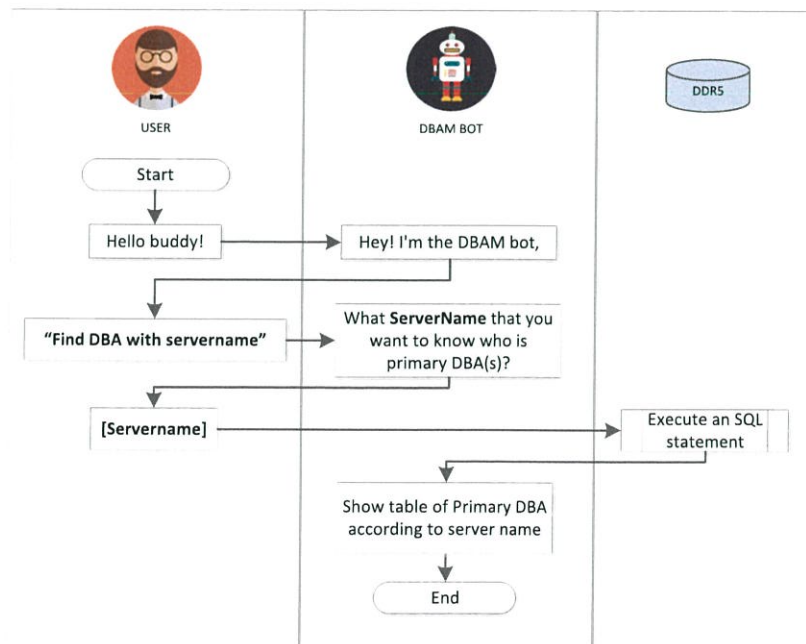 USER
DBAM BOT
DDR5
Start
Hello buddy!
Hey! I'm the DBAM bot,
“Find DBA with servername”
What ServerName that you
want to know who is
primary DBA(s)?
[Servername]
Execute an SQL
statement
Show table of Primary DBA
according to server name
End